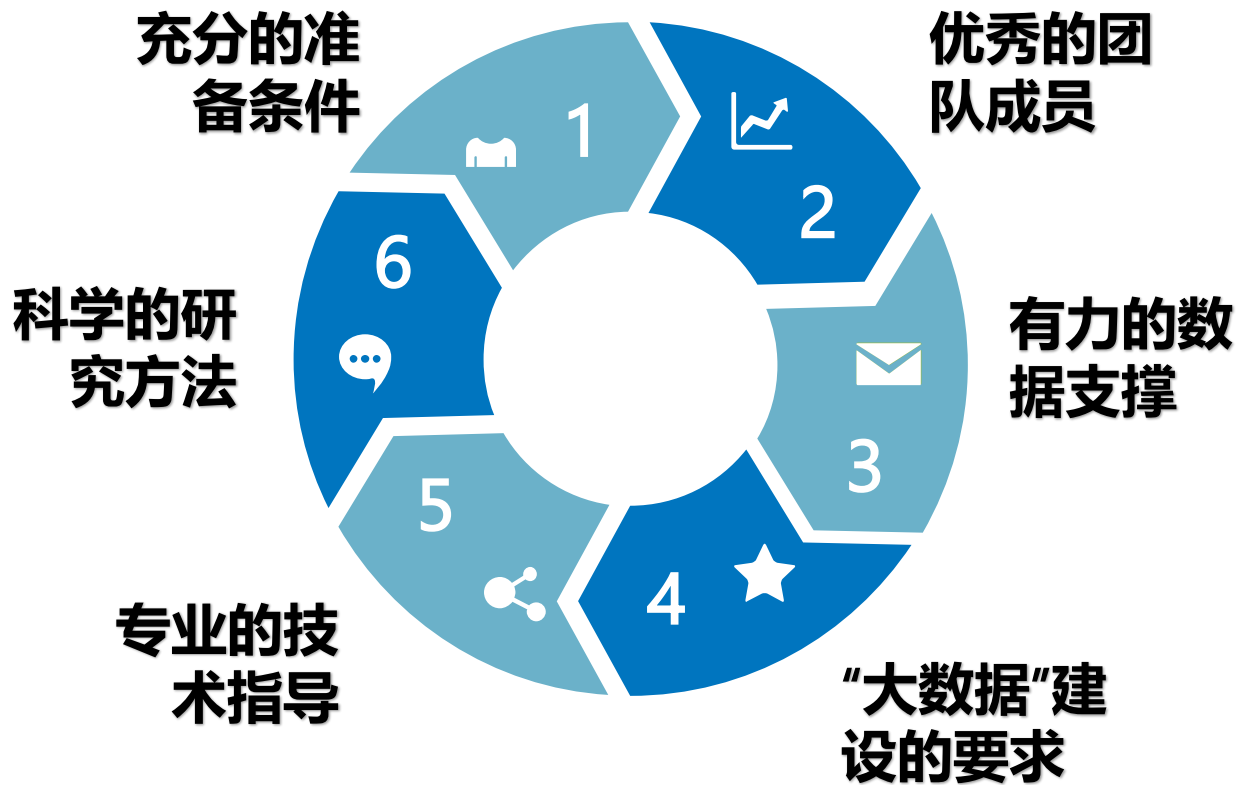 充分的准
备条件
1
优秀的团
队成员
2
有力的数
据支撑
3
“大数据”建
设的要求
4
专业的技
术指导
5
科学的研
究方法
6